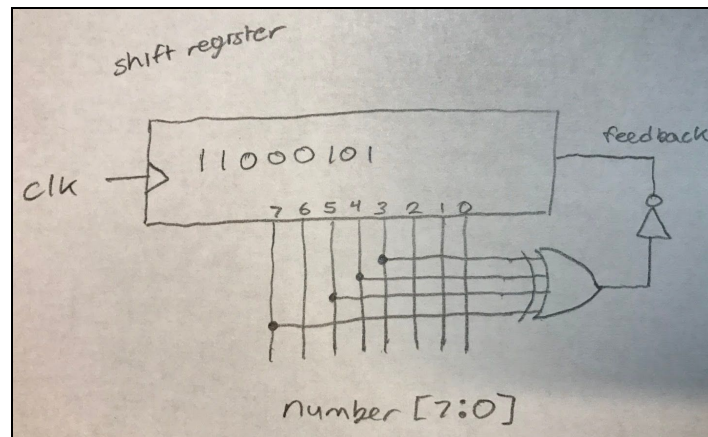 shift register
feedback
clk
11000101
7 6 5 4 3 2 1 0
number [7:0]